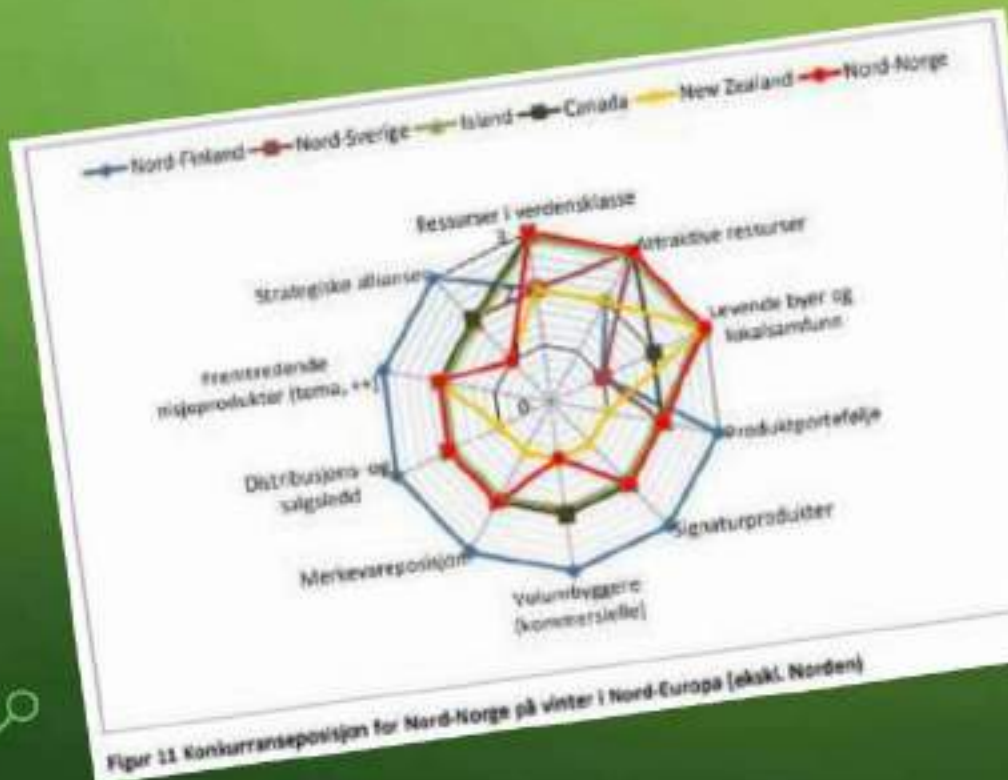 Nord-Finland Nord-Sverige Island Canada New Zealand Nord-Norge
Ressurser i verdensklasse
3
Attraktive ressurser
Levende byer og
lokalsamfunn
Produktportefølje
Signaturprodukter
Volumbyggere
(kommersielle)
Merkevareposisjon
Distribusjons- og
salgsledd
Fremtredende
nisjeprodukter (tema, ++)
Strategiske allianser
0
Figur 11 Konkurranseposisjon for Nord-Norge på vinter i Nord-Europa (ekskl. Norden)